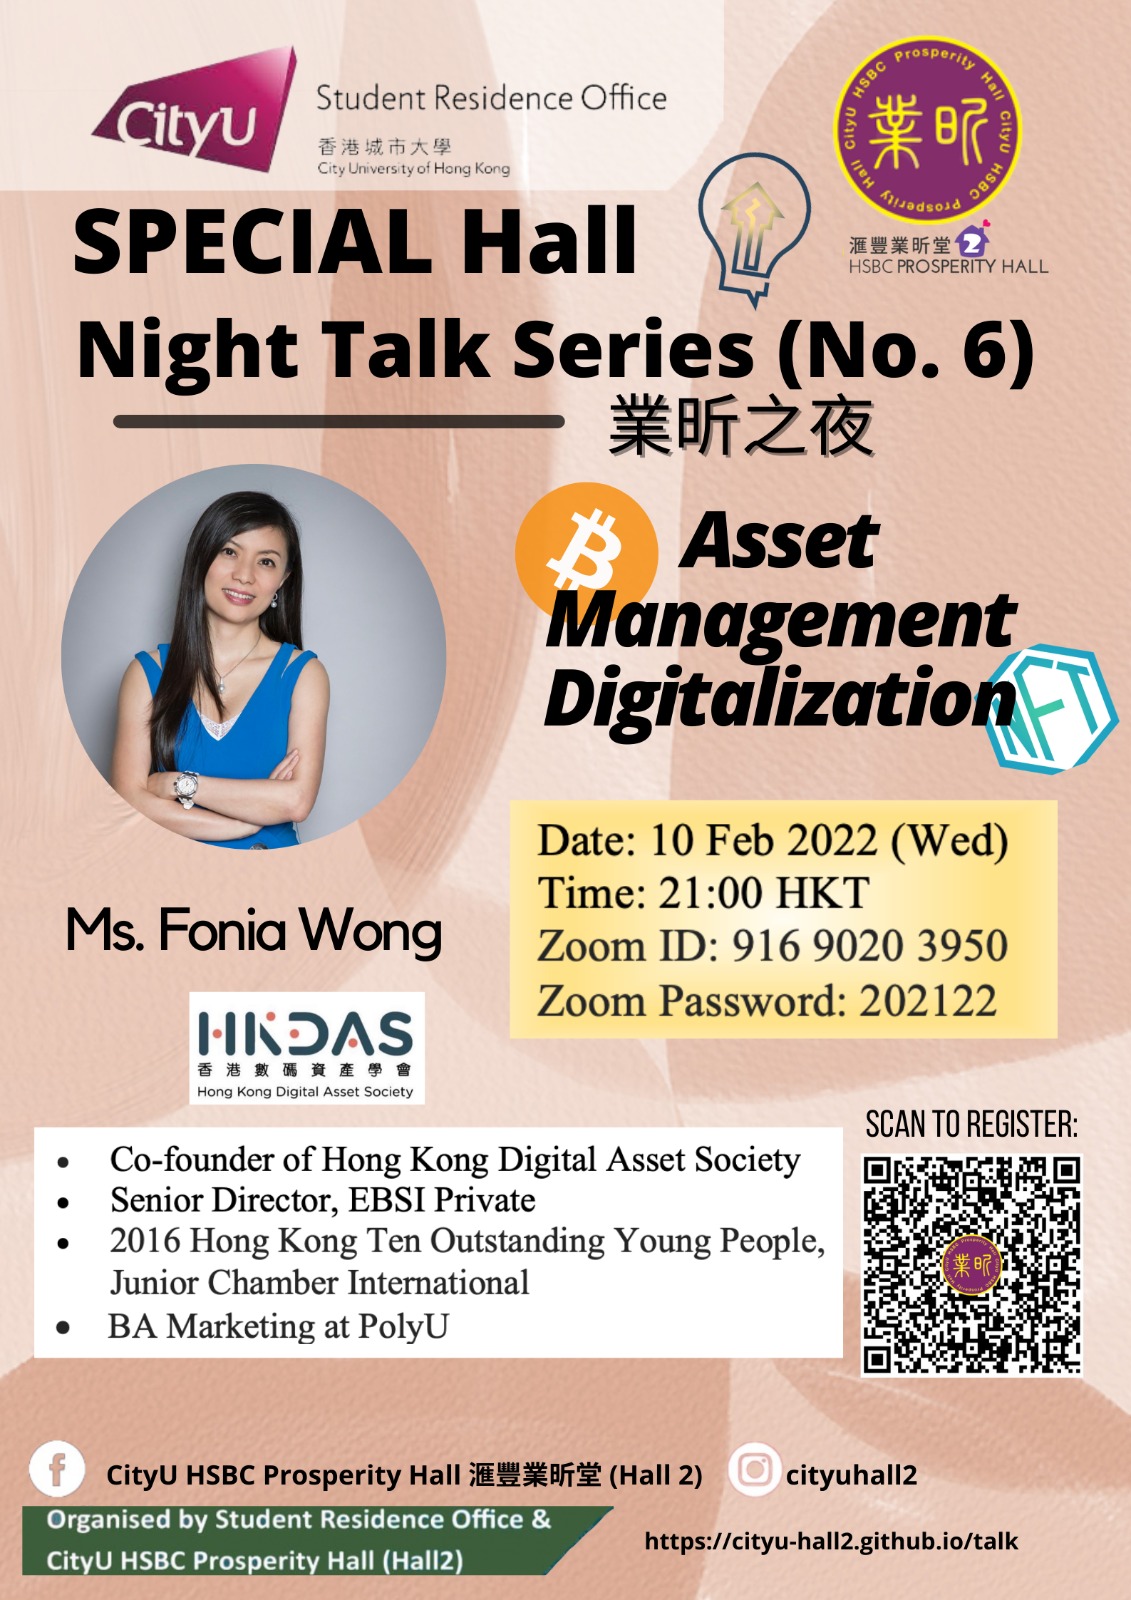 CityU
Student Residence Office
香港城市大學
City University of Hong Kong
CityU HSBC Prosperity Hall CityU HSBC Prosperity Hall
業昕
滙豐業昕堂 2
HSBC PROSPERITY HALL
SPECIAL Hall
Night Talk Series (No. 6)
業昕之夜
Asset
Management
Digitalization
NFT
Date: 10 Feb 2022 (Wed)
Time: 21:00 HKT
Zoom ID: 916 9020 3950
Zoom Password: 202122
Ms. Fonia Wong
HKDAS
香港數碼資產學會
Hong Kong Digital Asset Society
• Co-founder of Hong Kong Digital Asset Society
• Senior Director, EBSI Private
• 2016 Hong Kong Ten Outstanding Young People,
Junior Chamber International
• BA Marketing at PolyU
SCAN TO REGISTER:
業昕
CityU HSBC Prosperity Hall 滙豐業昕堂 (Hall 2)
cityuhall2
Organised by Student Residence Office &
CityU HSBC Prosperity Hall (Hall2)
https://cityu-hall2.github.io/talk